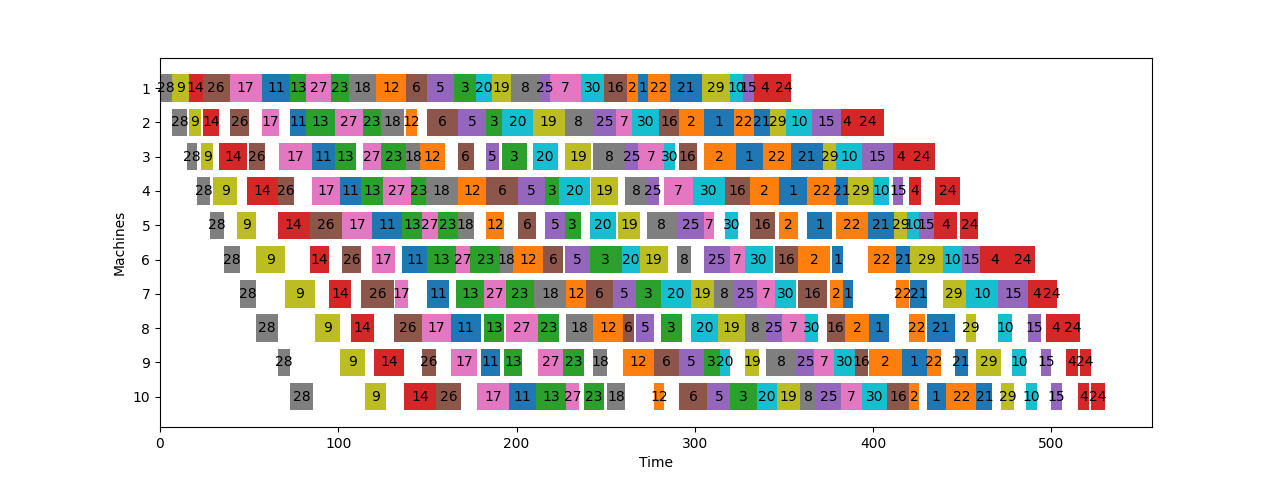 1 28 9 14 26 17 11 13 27 23 18 12 6 5 3 20 19 8 25 7 30 16 2 1 22 21 29 10 15 4 24
2 28 9 14 26 17 11 13 27 23 18 12 6 5 3 20 19 8 25 7 30 16 2 1 22 21 29 10 15 4 24
3 28 9 14 26 17 11 13 27 23 18 12 6 5 3 20 19 8 25 7 30 16 2 1 22 21 29 10 15 4 24
4 28 9 14 26 17 11 13 27 23 18 12 6 5 3 20 19 8 25 7 30 16 2 1 22 21 29 10 15 4 24
5 28 9 14 26 17 11 13 27 23 18 12 6 5 3 20 19 8 25 7 30 16 2 1 22 21 29 10 15 4 24
6 28 9 14 26 17 11 13 27 23 18 12 6 5 3 20 19 8 25 7 30 16 2 1 22 21 29 10 15 4 24
7 28 9 14 26 17 11 13 27 23 18 12 6 5 3 20 19 8 25 7 30 16 2 1 22 21 29 10 15 4 24
8 28 9 14 26 17 11 13 27 23 18 12 6 5 3 20 19 8 25 7 30 16 2 1 22 21 29 10 15 4 24
9 28 9 14 26 17 11 13 27 23 18 12 6 5 3 20 19 8 25 7 30 16 2 1 22 21 29 10 15 4 24
10 28 9 14 26 17 11 13 27 23 18 12 6 5 3 20 19 8 25 7 30 16 2 1 22 21 29 10 15 4 24
Machines
0 100 200 300 400 500
Time